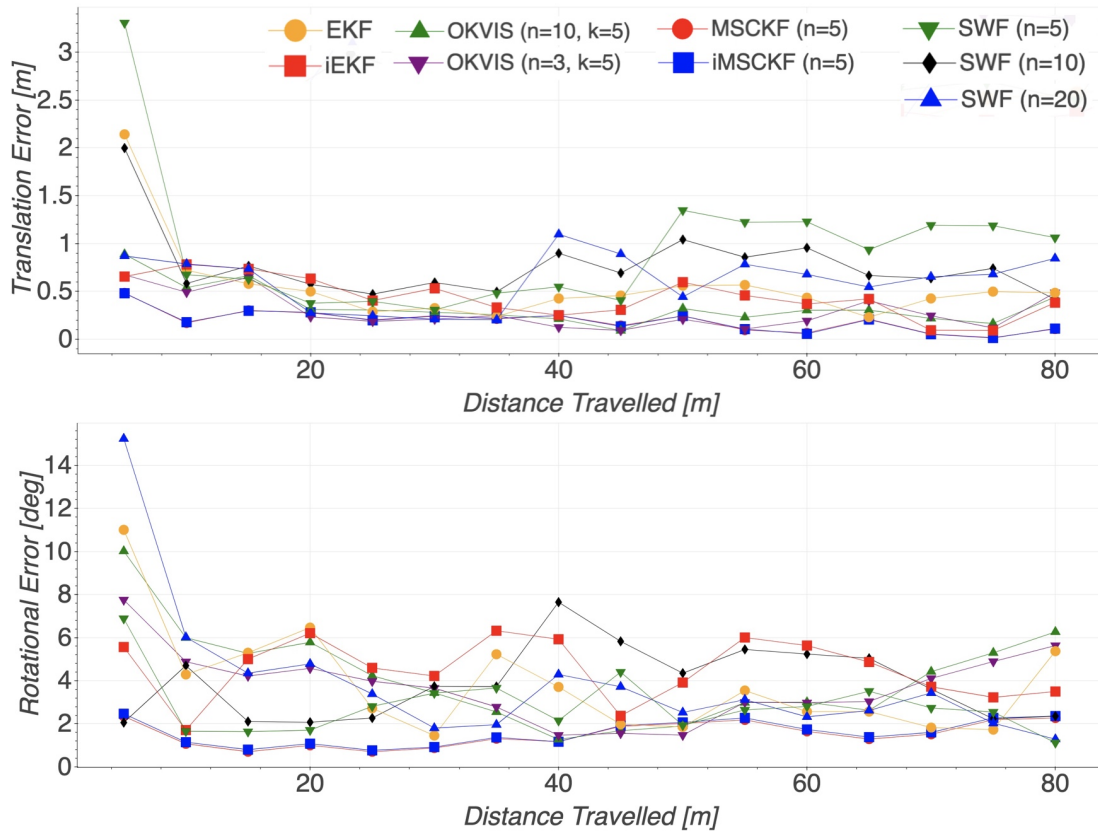 3
2
1.5
1
0.5
0
Translation Error [m]
EKF
iEKF
OKVIS (n=10, k=5)
OKVIS (n=3, k=5)
MSCKF (n=5)
iMSCKF (n=5)
SWF (n=5)
SWF (n=10)
SWF (n=20)
20
40
60
80
Distance Travelled [m]
14
12
10
8
6
4
2
0
Rotational Error [deg]
20
40
60
80
Distance Travelled [m]